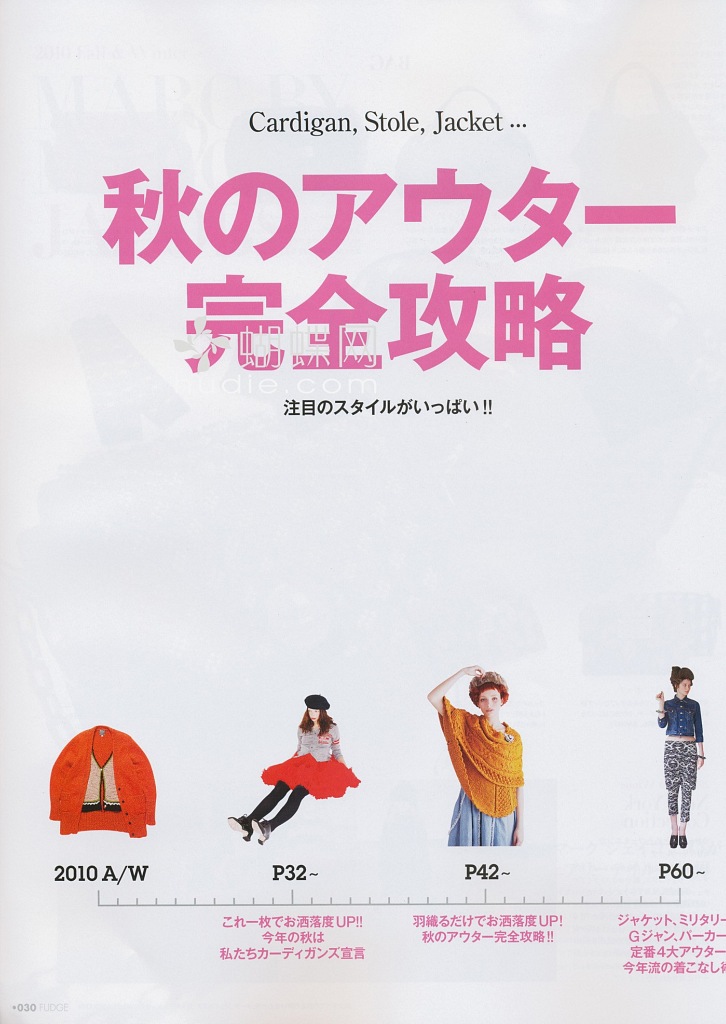 Cardigan, Stole, Jacket ...
秋のアウター
完全攻略
蝴蝶网
注目のスタイルがいっぱい!!
2010 A/W
P32~
P42~
P60~
これ一枚でお洒落度UP!!
今年の秋は
私たちカーディガンズ宣言
羽織るだけでお洒落度UP!
秋のアウター完全攻略!!
ジャケット、ミリタリー
Gジャン、パーカー
定番4大アウター
今年流の着こなし術
•030 FUDGE